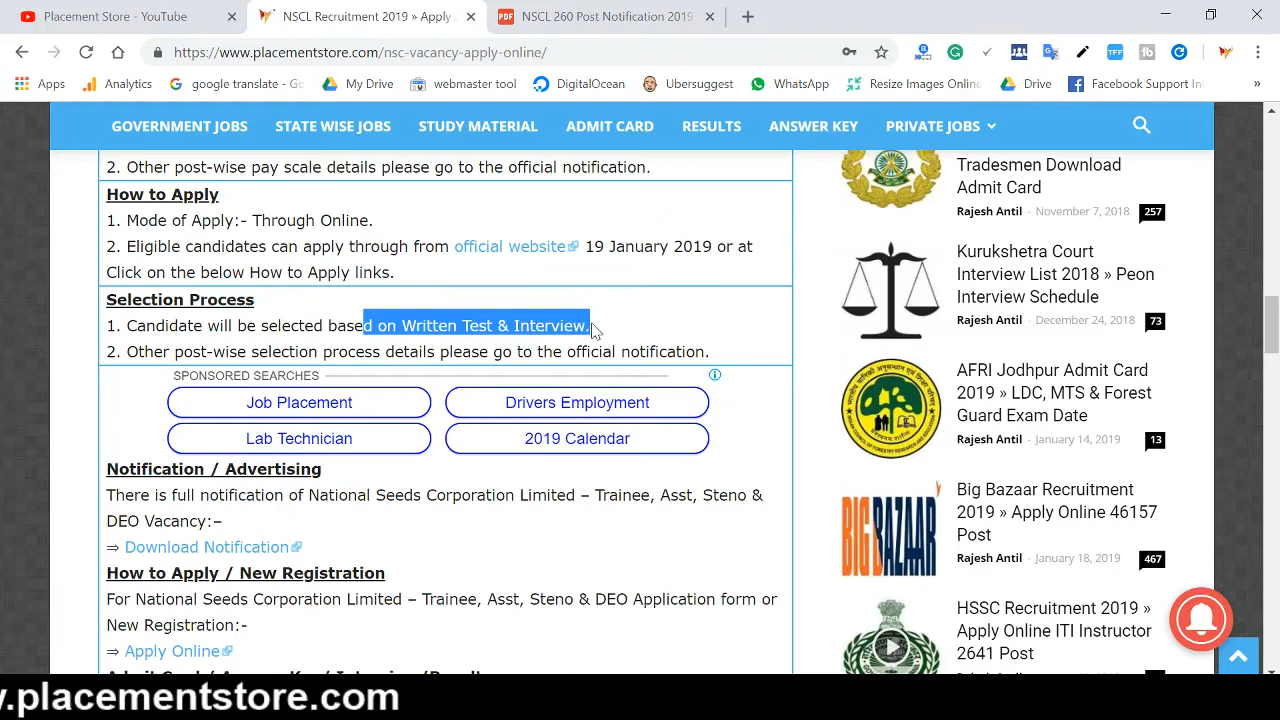 Placement Store - YouTube
NSCL Recruitment 2019 » Apply
NSCL 260 Post Notification 2019
https://www.placementstore.com/nsc-vacancy-apply-online/
Apps
Analytics
google translate - Go
My Drive
webmaster tool
DigitalOcean
Ubersuggest
WhatsApp
Resize Images Online
Drive
Facebook Support In
GOVERNMENT JOBS
STATE WISE JOBS
STUDY MATERIAL
ADMIT CARD
RESULTS
ANSWER KEY
PRIVATE JOBS
2. Other post-wise pay scale details please go to the official notification.
How to Apply
1. Mode of Apply:- Through Online.
2. Eligible candidates can apply through from official website 19 January 2019 or at
Click on the below How to Apply links.
Selection Process
1. Candidate will be selected based on Written Test & Interview.
2. Other post-wise selection process details please go to the official notification.
SPONSORED SEARCHES
Job Placement
Drivers Employment
Lab Technician
2019 Calendar
Notification / Advertising
There is full notification of National Seeds Corporation Limited – Trainee, Asst, Steno &
DEO Vacancy:–
⇒ Download Notification
How to Apply / New Registration
For National Seeds Corporation Limited – Trainee, Asst, Steno & DEO Application form or
New Registration:-
⇒ Apply Online
Tradesmen Download
Admit Card
Rajesh Antil - November 7, 2018 257
Kurukshetra Court
Interview List 2018 » Peon
Interview Schedule
Rajesh Antil - December 24, 2018 73
AFRI Jodhpur Admit Card
2019 » LDC, MTS & Forest
Guard Exam Date
Rajesh Antil - January 14, 2019 13
BIG BAZAAR
Big Bazaar Recruitment
2019 » Apply Online 46157
Post
Rajesh Antil - January 18, 2019 467
HSSC Recruitment 2019 »
Apply Online ITI Instructor
2641 Post
.placementstore.com